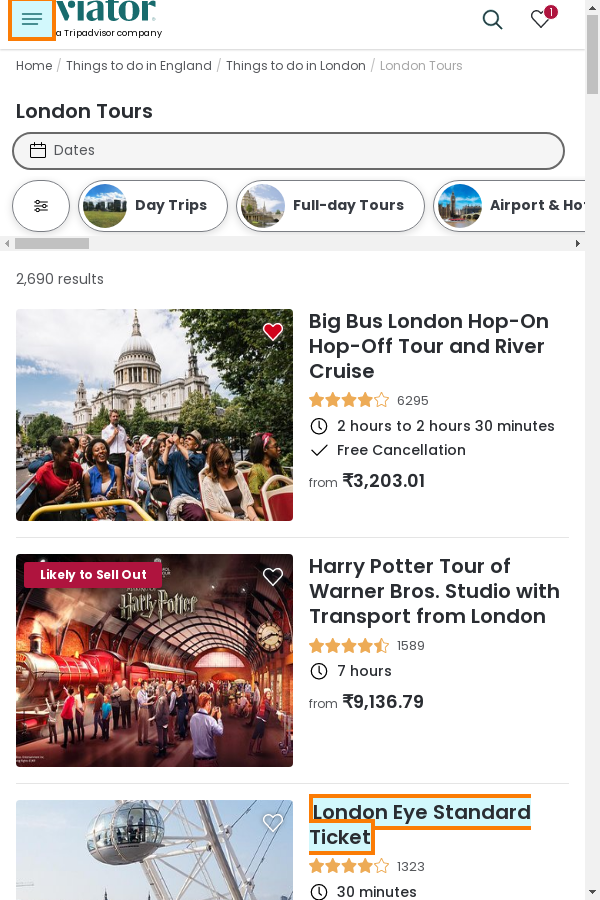 viator
a Tripadvisor company
1
Home / Things to do in England / Things to do in London / London Tours
London Tours
Dates
Day Trips
Full-day Tours
Airport & Ho
2,690 results
Big Bus London Hop-On
Hop-Off Tour and River
Cruise
6295
2 hours to 2 hours 30 minutes
Free Cancellation
from ₹3,203.01
Likely to Sell Out
Harry Potter
Harry Potter Tour of
Warner Bros. Studio with
Transport from London
1589
7 hours
from ₹9,136.79
London Eye Standard
Ticket
1323
30 minutes